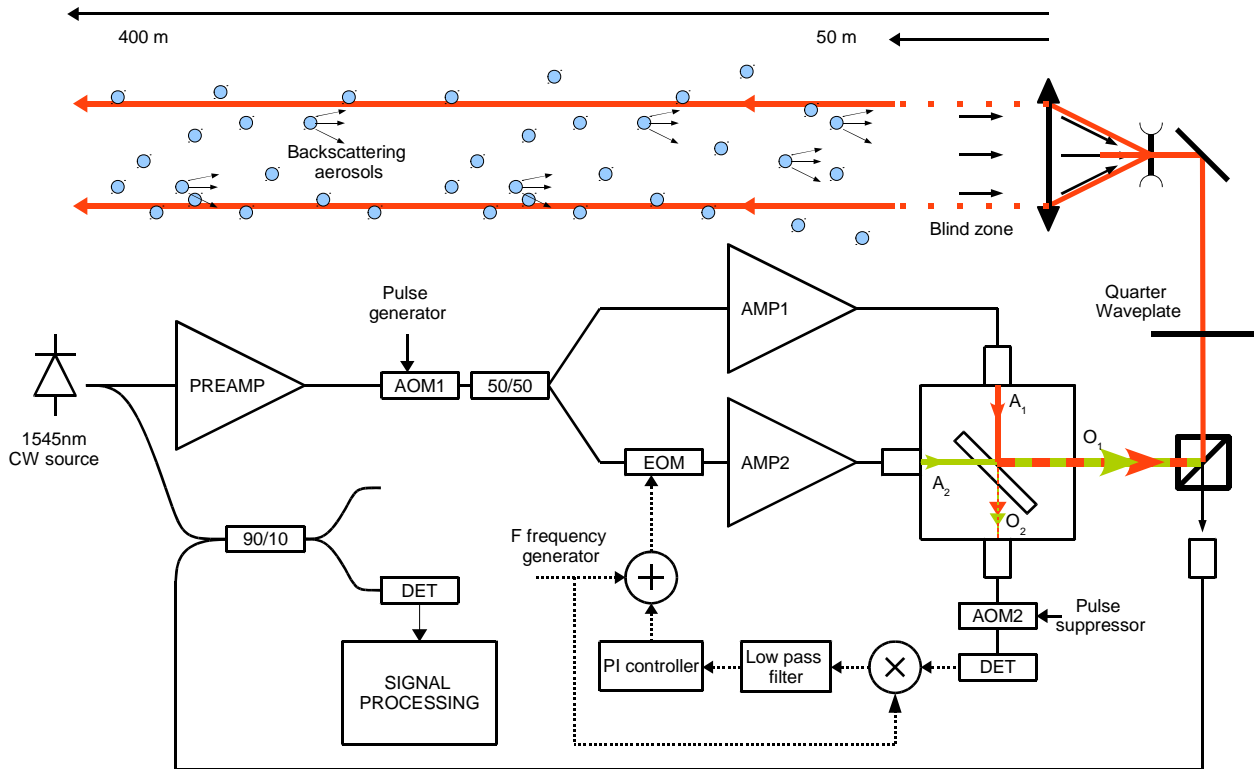 400 m
50 m
Backscattering
aerosols
Blind zone
Quarter
Waveplate
Pulse
generator
AMP1
PREAMP
AOM1
50/50
1545nm
CW source
EOM
AMP2
A1
A2
O1
O2
90/10
F frequency
generator
+
DET
AOM2
Pulse
suppressor
PI controller
Low pass
filter
×
DET
SIGNAL
PROCESSING